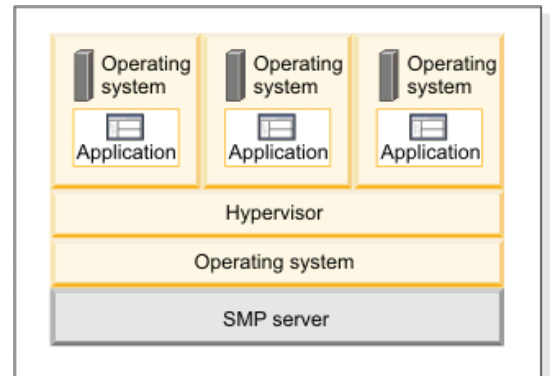 Operating
system
Application
Operating
system
Application
Operating
system
Application
Hypervisor
Operating system
SMP server